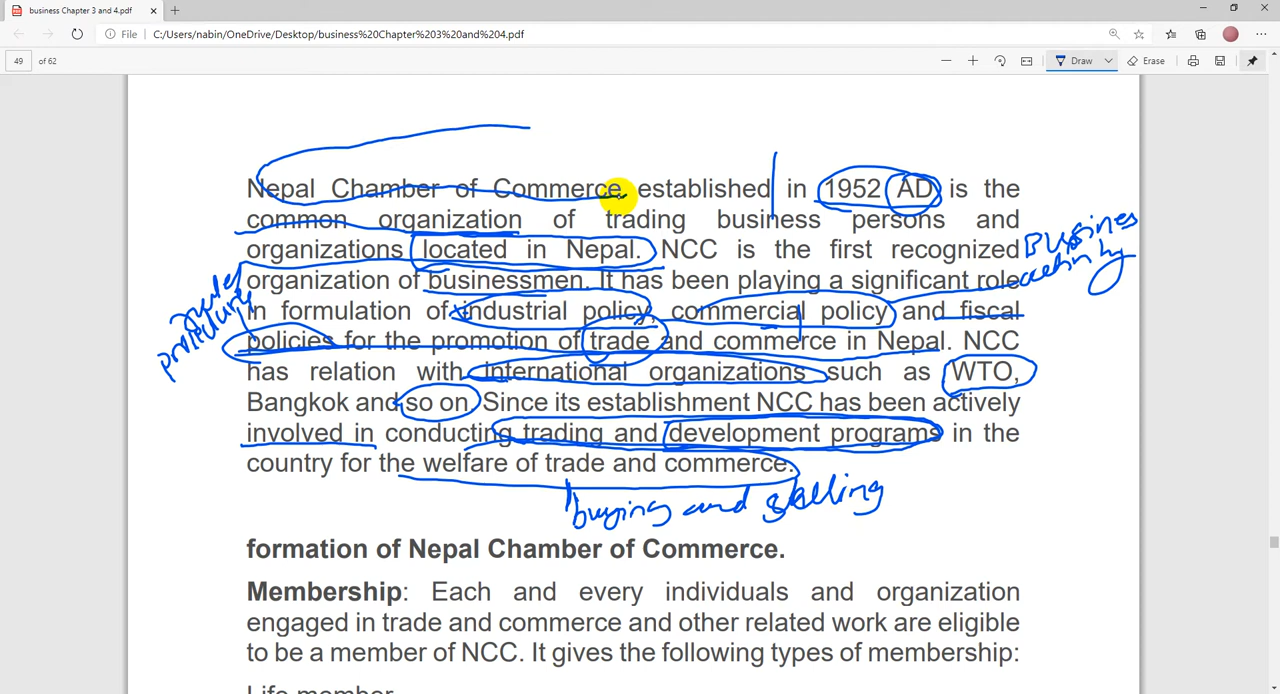 business Chapter 3 and 4.pdf
File C:/Users/nabin/OneDrive/Desktop/business%20Chapter%203%20and%204.pdf
49 of 62 Draw Erase
Nepal Chamber of Commerce established in 1952 AD is the
common organization of trading business persons and
organizations located in Nepal. NCC is the first recognized
Bussines
organization of businessmen. It has been playing a significant role
in formulation of industrial policy, commercial policy and fiscal
policies for the promotion of trade and commerce in Nepal. NCC
has relation with international organizations such as WTO,
Bangkok and so on. Since its establishment NCC has been actively
involved in conducting trading and development programs in the
country for the welfare of trade and commerce.
buying and selling
formation of Nepal Chamber of Commerce.
Membership: Each and every individuals and organization
engaged in trade and commerce and other related work are eligible
to be a member of NCC. It gives the following types of membership:
Life member